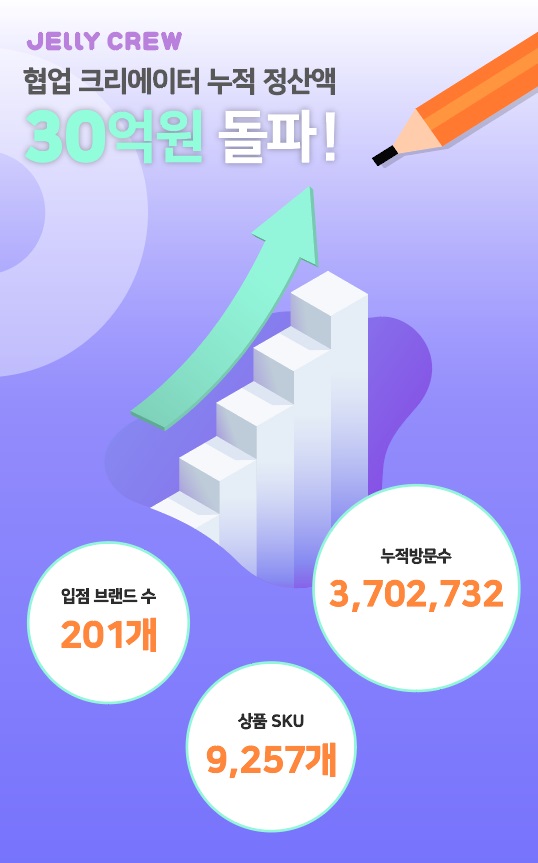 JELLY CREW
협업 크리에이터 누적 정산액
30억원 돌파!
누적방문수
3,702,732
입점 브랜드 수
201개
상품 SKU
9,257개